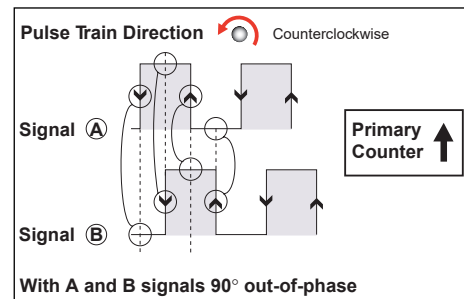 Pulse Train Direction Counterclockwise
Signal A
Primary
Counter
Signal B
With A and B signals 90° out-of-phase